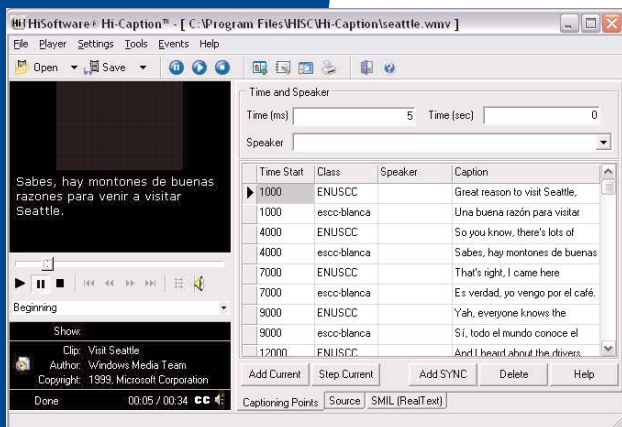 HiSoftware® Hi-Caption™ - [ C:\Program Files\HISC\Hi-Caption\seattle.wmv ]
File Player Settings Tools Events Help
Open Save
Sabes, hay montones de buenas
razones para venir a visitar
Seattle.
Beginning
Show:
Clip: Visit Seattle
Author: Windows Media Team
Copyright: 1999, Microsoft Corporation
Done 00:05 / 00:34 CC
Time and Speaker
Time (ms) 5 Time (sec) 0
Speaker
Time Start Class Speaker Caption
1000 ENUSCC Great reason to visit Seattle,
1000 escc-blanca Una buena razón para visitar
4000 ENUSCC So you know, there's lots of
4000 escc-blanca Sabes, hay montones de buenas
7000 ENUSCC That's right, I came here
7000 escc-blanca Es verdad, yo vengo por el café.
9000 ENUSCC Yah, everyone knows the
9000 escc-blanca Sí, todo el mundo conoce el
12000 ENUSCC And I heard about the drivers
Add Current Step Current Add SYNC Delete Help
Captioning Points Source SMIL (RealText)